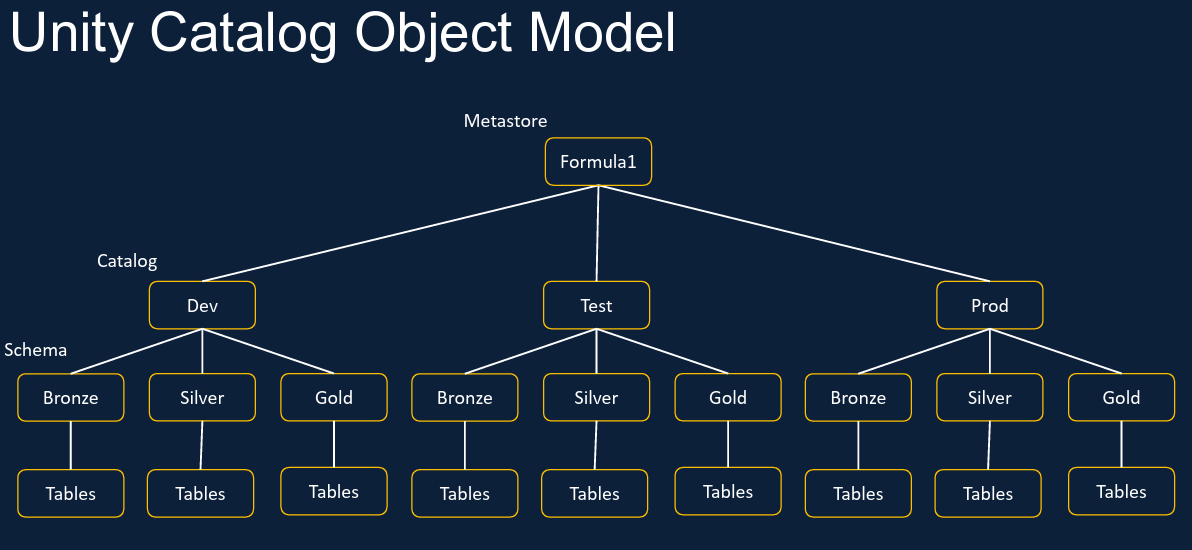 Unity Catalog Object Model
Metastore
Formula1
Catalog
Dev
Test
Prod
Schema
Bronze
Silver
Gold
Bronze
Silver
Gold
Bronze
Silver
Gold
Tables
Tables
Tables
Tables
Tables
Tables
Tables
Tables
Tables